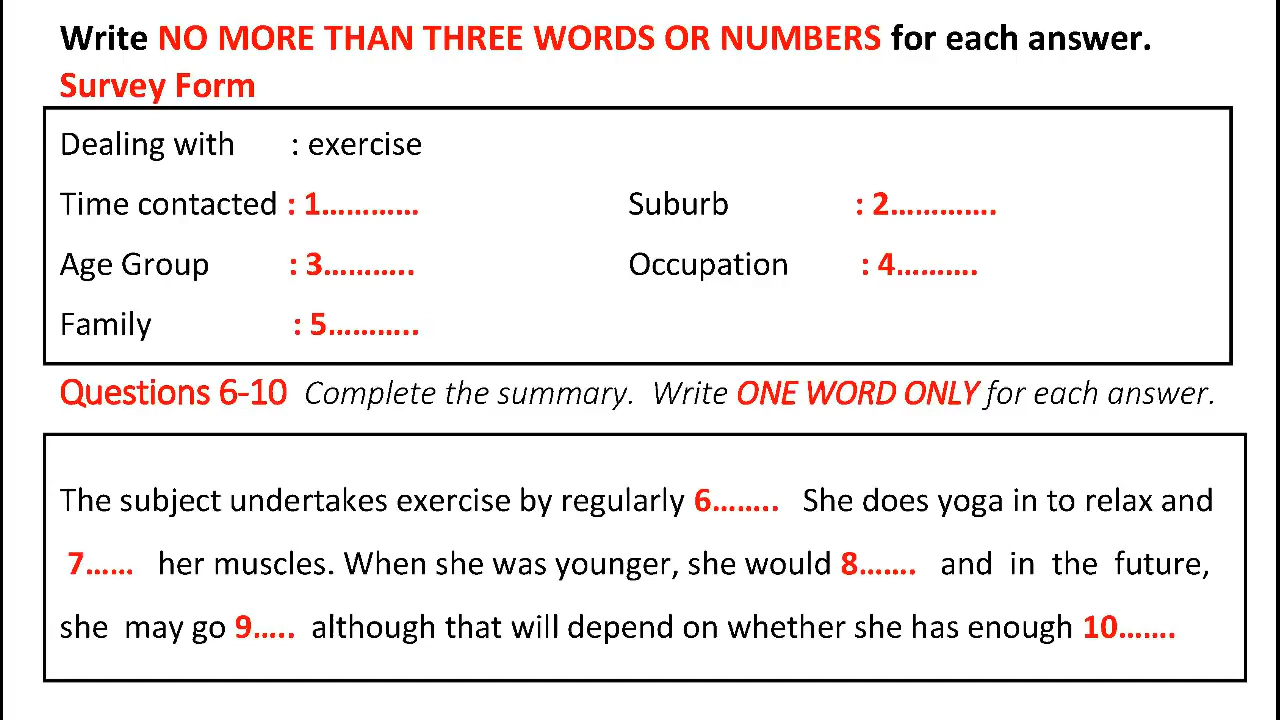 Write NO MORE THAN THREE WORDS OR NUMBERS for each answer.
Survey Form
Dealing with : exercise
Time contacted : 1………… Suburb : 2………….
Age Group : 3……….. Occupation : 4……….
Family : 5………..
Questions 6-10 Complete the summary. Write ONE WORD ONLY for each answer.
The subject undertakes exercise by regularly 6…….. She does yoga in to relax and
7…… her muscles. When she was younger, she would 8……. and in the future,
she may go 9….. although that will depend on whether she has enough 10…….